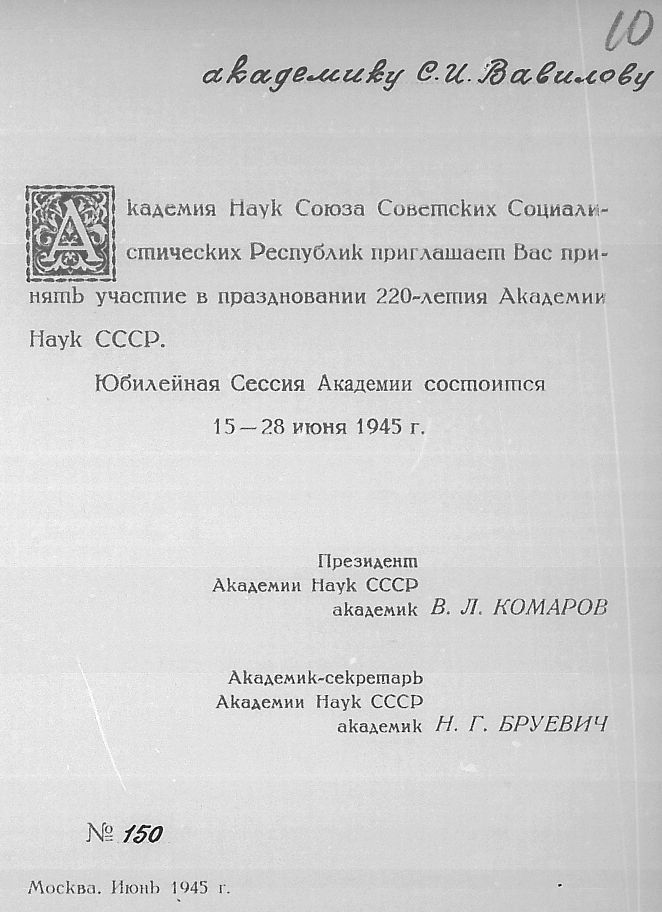 10
академику С.И. Вавилову
Академия Наук Союза Советских Социали-
стических Республик приглашает Вас при-
нять участие в праздновании 220-летия Академии
Наук СССР.
Юбилейная Сессия Академии состоится
15—28 июня 1945 г.
Президент
Академии Наук СССР
академик В. Л. КОМАРОВ
Академик-секретарь
Академии Наук СССР
академик Н. Г. БРУЕВИЧ
№ 150
Москва. Июнь 1945 г.